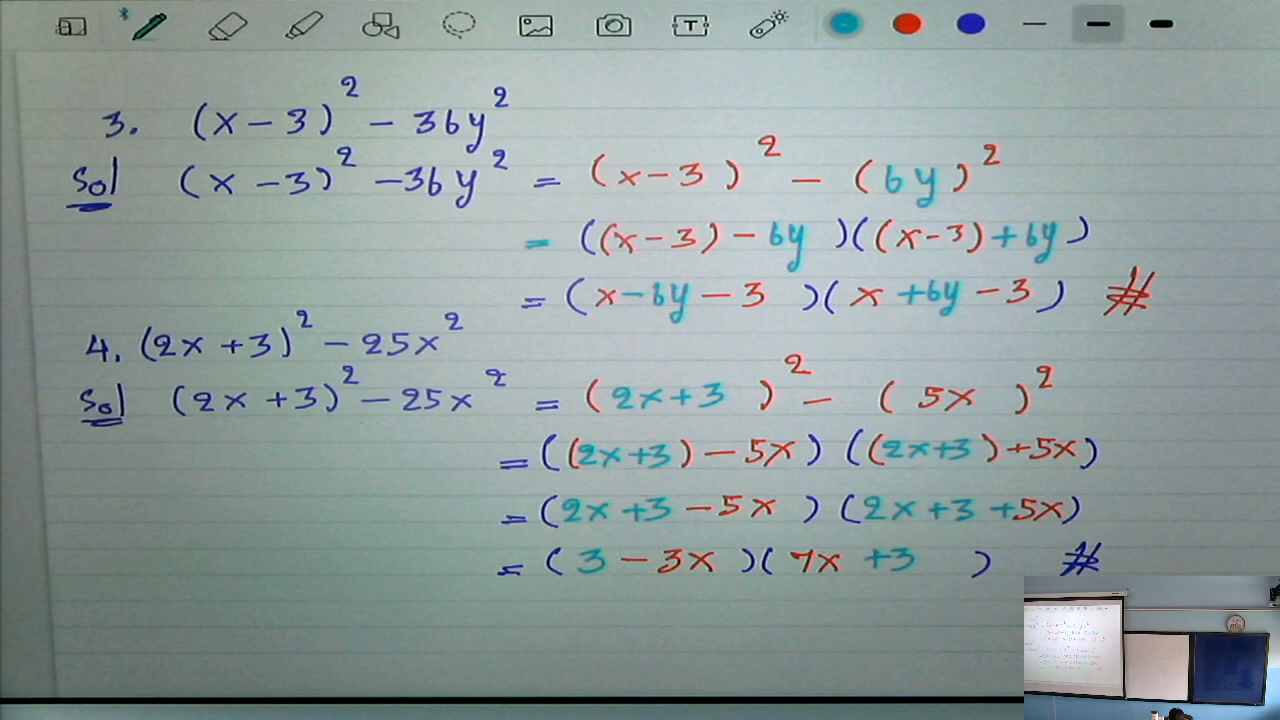 3. (x-3)² - 36y²
Sol (x-3)² - 36y² = (x-3)² - (6y)²
= ((x-3) - 6y)((x-3) + 6y)
= (x - 6y - 3)(x + 6y - 3) #
4. (2x+3)² - 25x²
Sol (2x+3)² - 25x² = (2x+3)² - (5x)²
= ((2x+3) - 5x)((2x+3) + 5x)
= (2x+3 - 5x)(2x+3 + 5x)
= (3 - 3x)(7x + 3) #